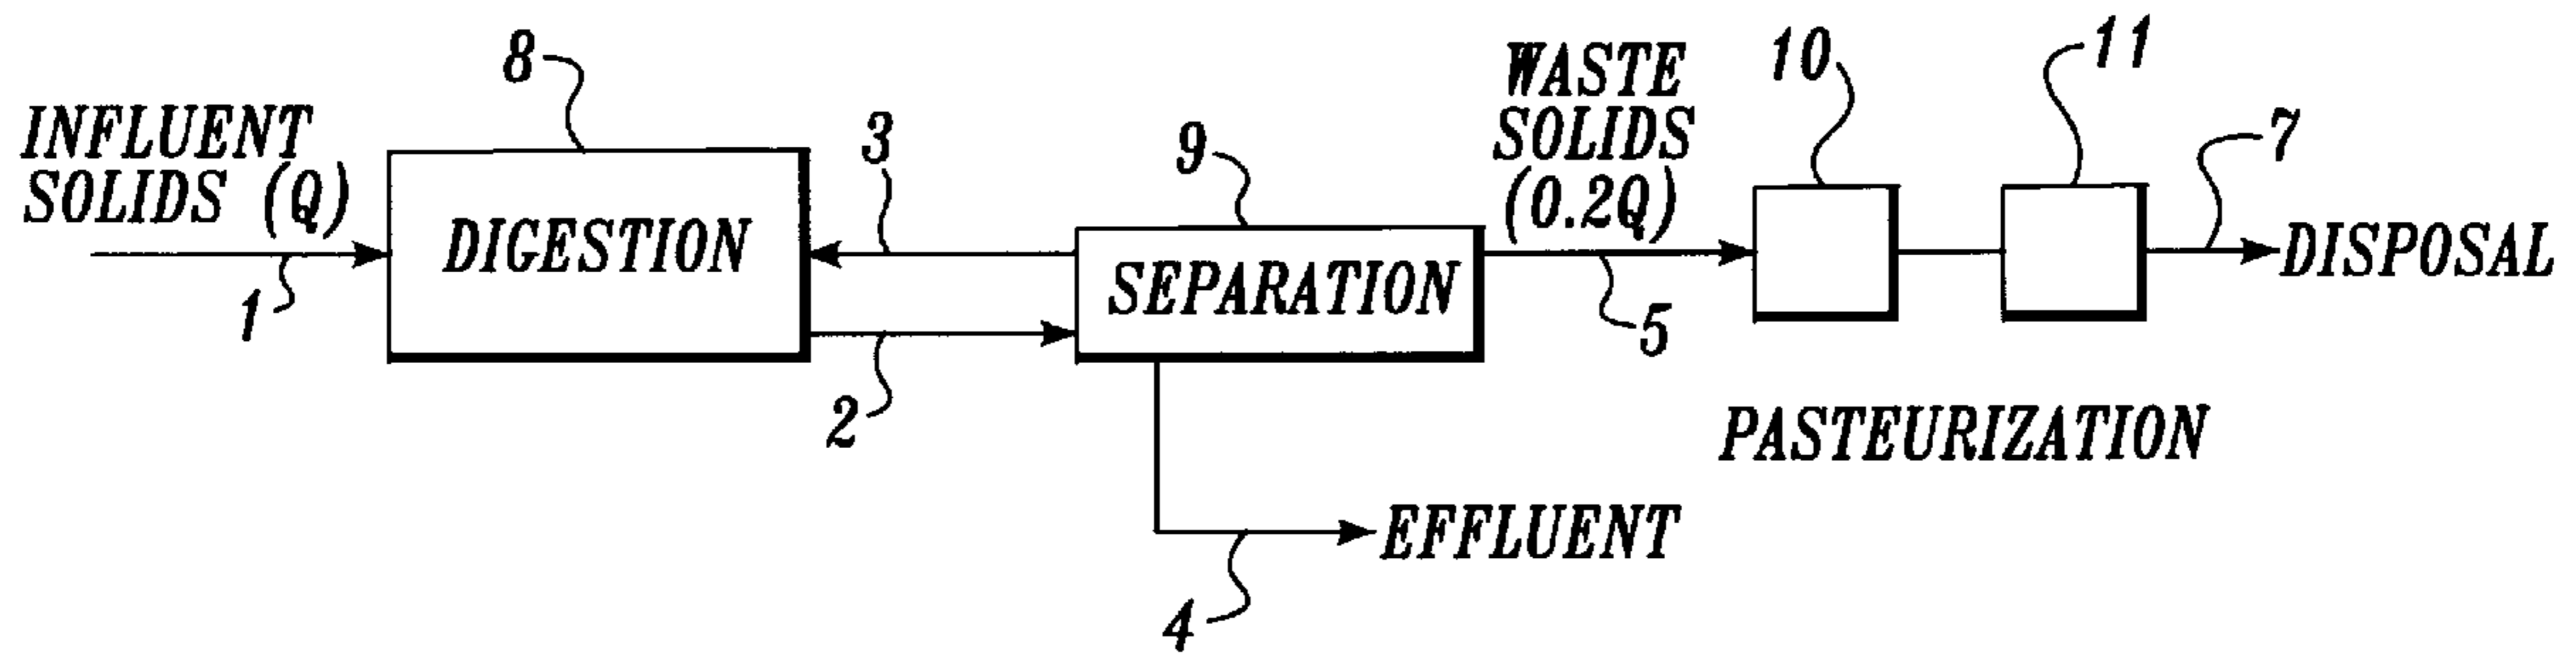 8
INFLUENT
SOLIDS (Q)
1
DIGESTION
3
2
9
SEPARATION
WASTE
SOLIDS
(0.2Q)
5
10
11
7
DISPOSAL
PASTEURIZATION
EFFLUENT
4